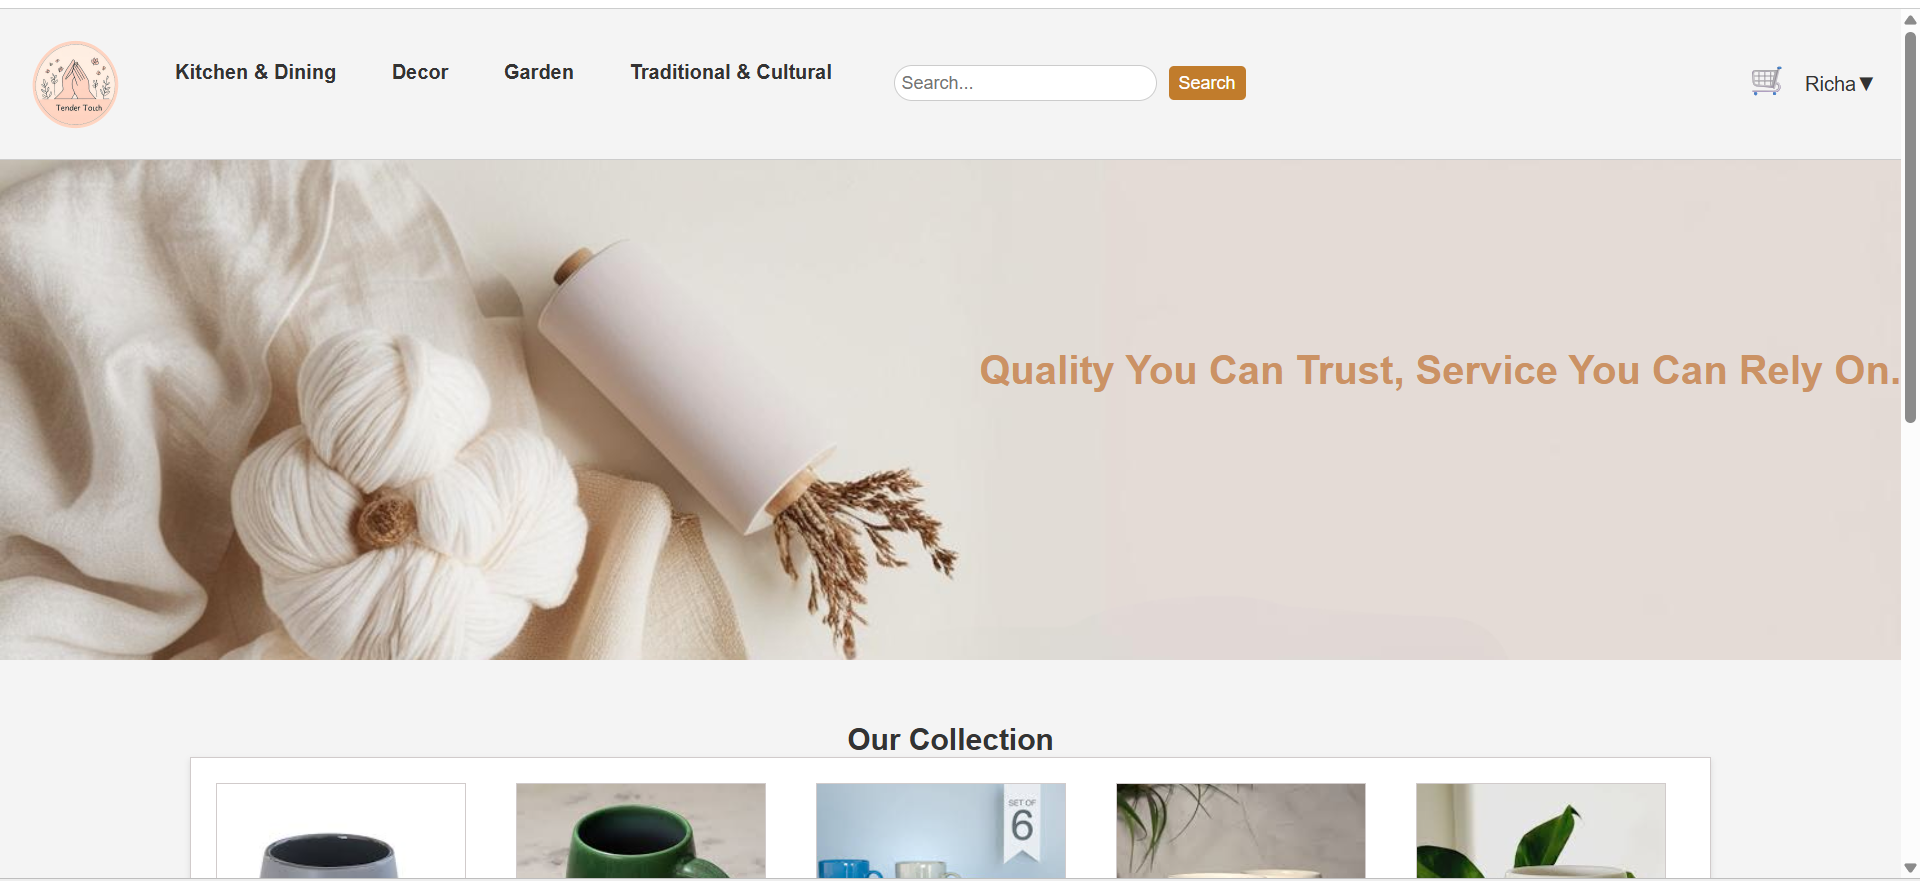 Tender Touch
Kitchen & Dining
Decor
Garden
Traditional & Cultural
Search...
Search
Richa▼
Quality You Can Trust, Service You Can Rely On.
Our Collection
SET OF
6